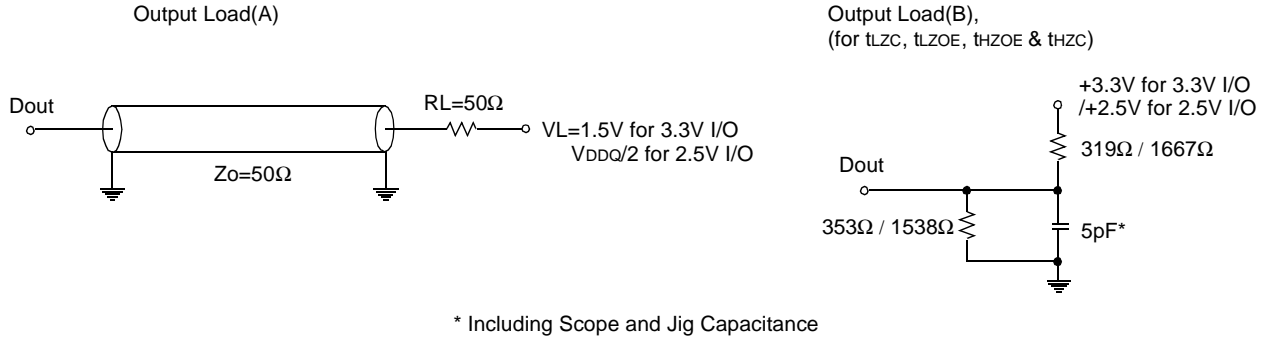 Output Load(A)
Dout
RL=50Ω
VL=1.5V for 3.3V I/O
VDDQ/2 for 2.5V I/O
Zo=50Ω
Output Load(B),
(for tLZC, tLZOE, tHZOE & tHZC)
+3.3V for 3.3V I/O
/+2.5V for 2.5V I/O
319Ω / 1667Ω
Dout
353Ω / 1538Ω
5pF*
* Including Scope and Jig Capacitance